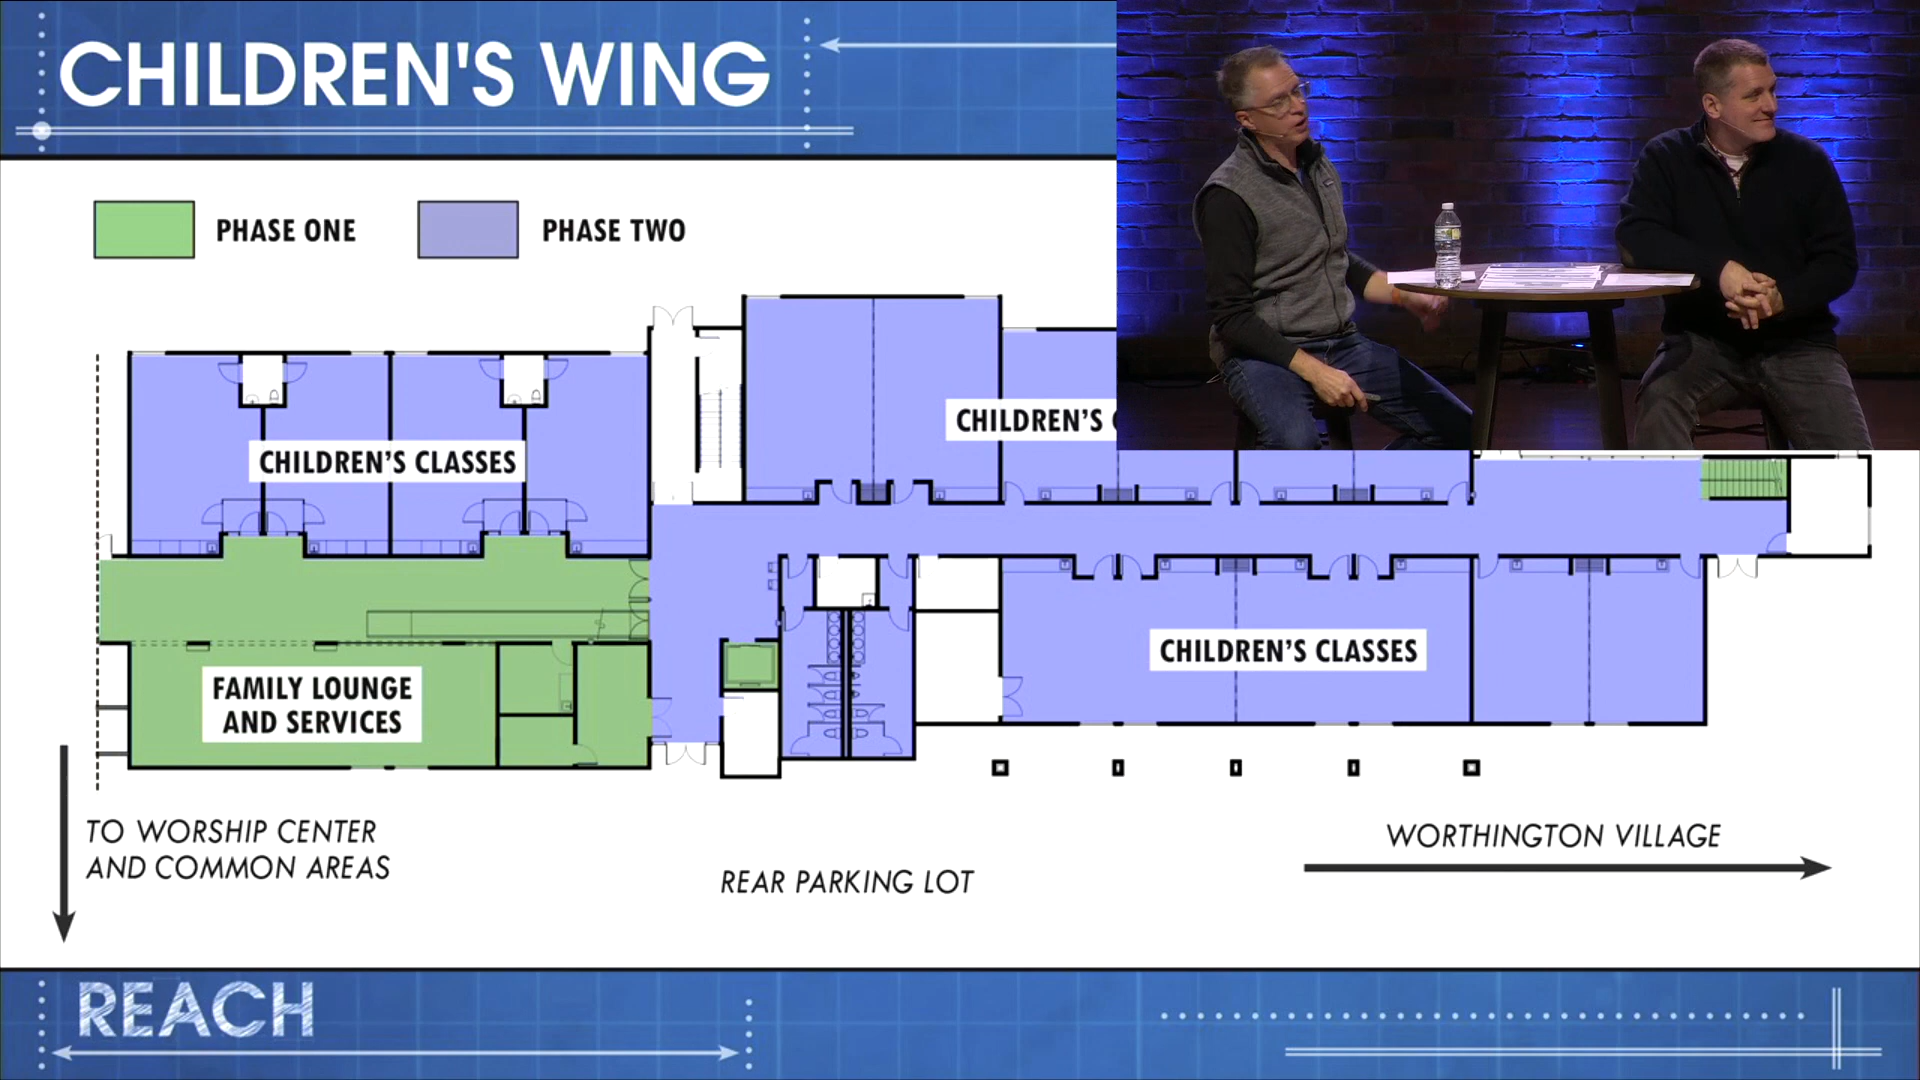 CHILDREN'S WING
PHASE ONE
PHASE TWO
CHILDREN'S
CHILDREN'S CLASSES
CHILDREN'S CLASSES
FAMILY LOUNGE
AND SERVICES
TO WORSHIP CENTER
AND COMMON AREAS
WORTHINGTON VILLAGE
REAR PARKING LOT
REACH